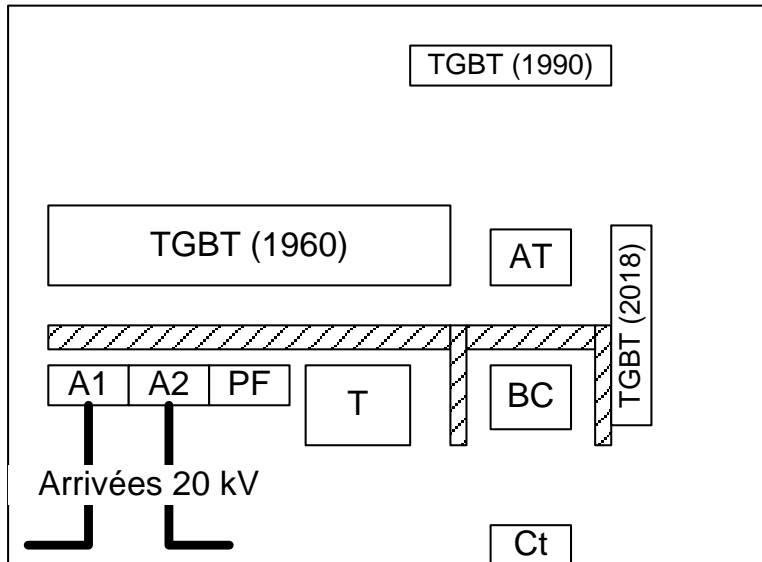 TGBT (1990)
TGBT (1960)
AT
TGBT (2018)
A1
A2
PF
T
BC
Arrivées 20 kV
Ct